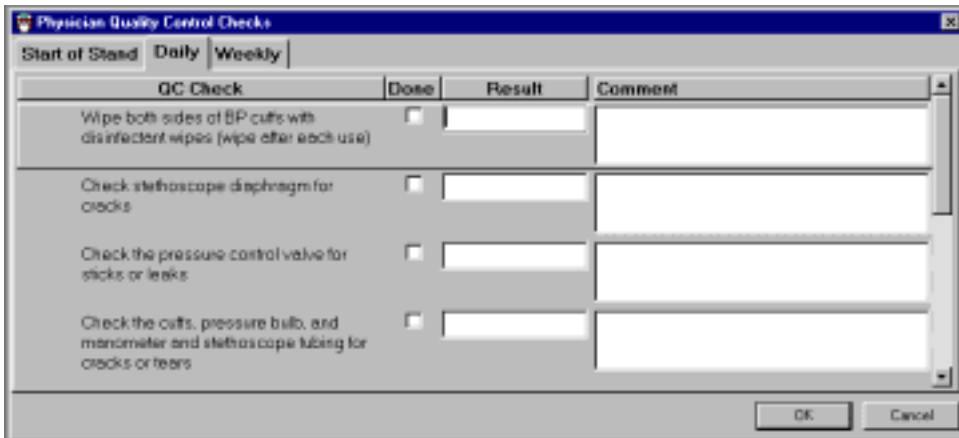 Physician Quality Control Checks
Start of Stand Daily Weekly
QC Check Done Result Comment
Wipe both sides of BP cuffs with
disinfectant wipes (wipe after each use)
Check stethoscope diaphragm for
cracks
Check the pressure control valve for
sticks or leaks
Check the cuffs, pressure bulb, and
manometer and stethoscope tubing for
cracks or tears
OK Cancel